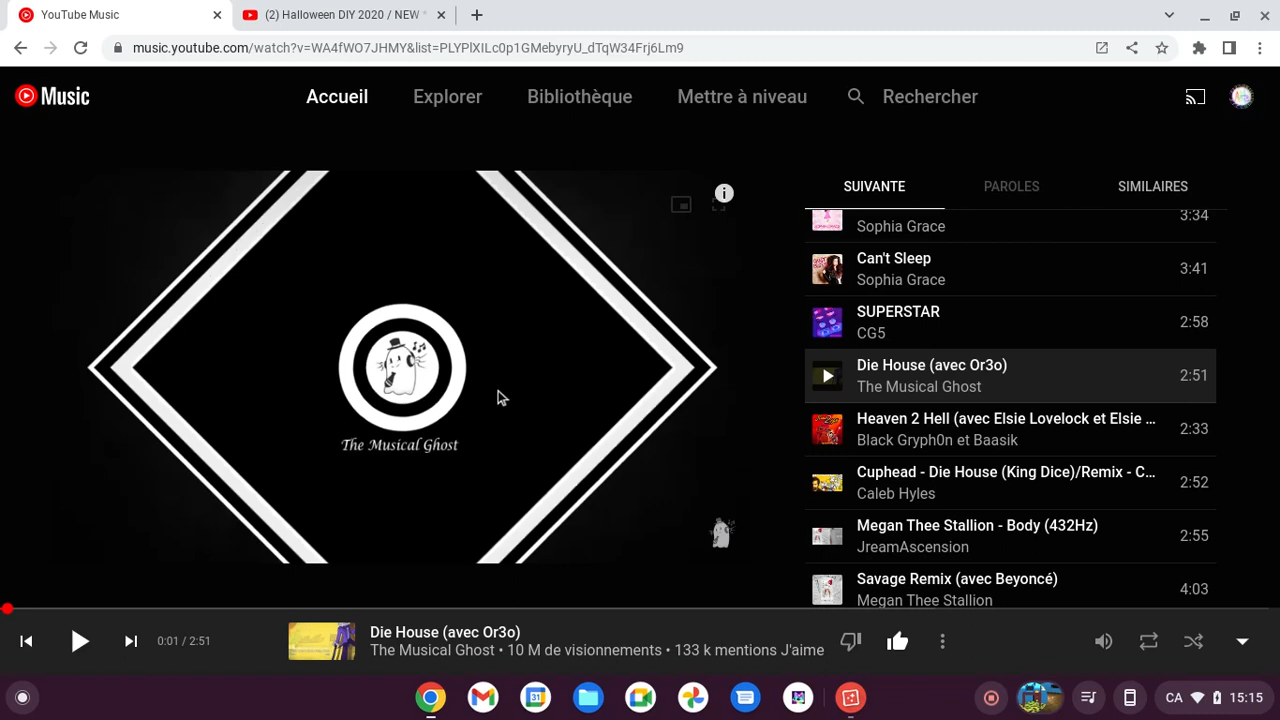 YouTube Music
(2) Halloween DIY 2020 / NEW
music.youtube.com/watch?v=WA4fWO7JHMY&list=PLYPlXILc0p1GMebyryU_dTqW34Frj6Lm9
Music
Accueil
Explorer
Bibliothèque
Mettre à niveau
Rechercher
SUIVANTE
PAROLES
SIMILAIRES
Sophia Grace
3:34
Can't Sleep
Sophia Grace
3:41
SUPERSTAR
CG5
2:58
Die House (avec Or3o)
The Musical Ghost
2:51
Heaven 2 Hell (avec Elsie Lovelock et Elsie ...
Black Gryph0n et Baasik
2:33
Cuphead - Die House (King Dice)/Remix - C...
Caleb Hyles
2:52
Megan Thee Stallion - Body (432Hz)
JreamAscension
2:55
Savage Remix (avec Beyoncé)
Megan Thee Stallion
4:03
The Musical Ghost
0:01 / 2:51
Die House (avec Or3o)
The Musical Ghost • 10 M de visionnements • 133 k mentions J'aime
31
CA
15:15